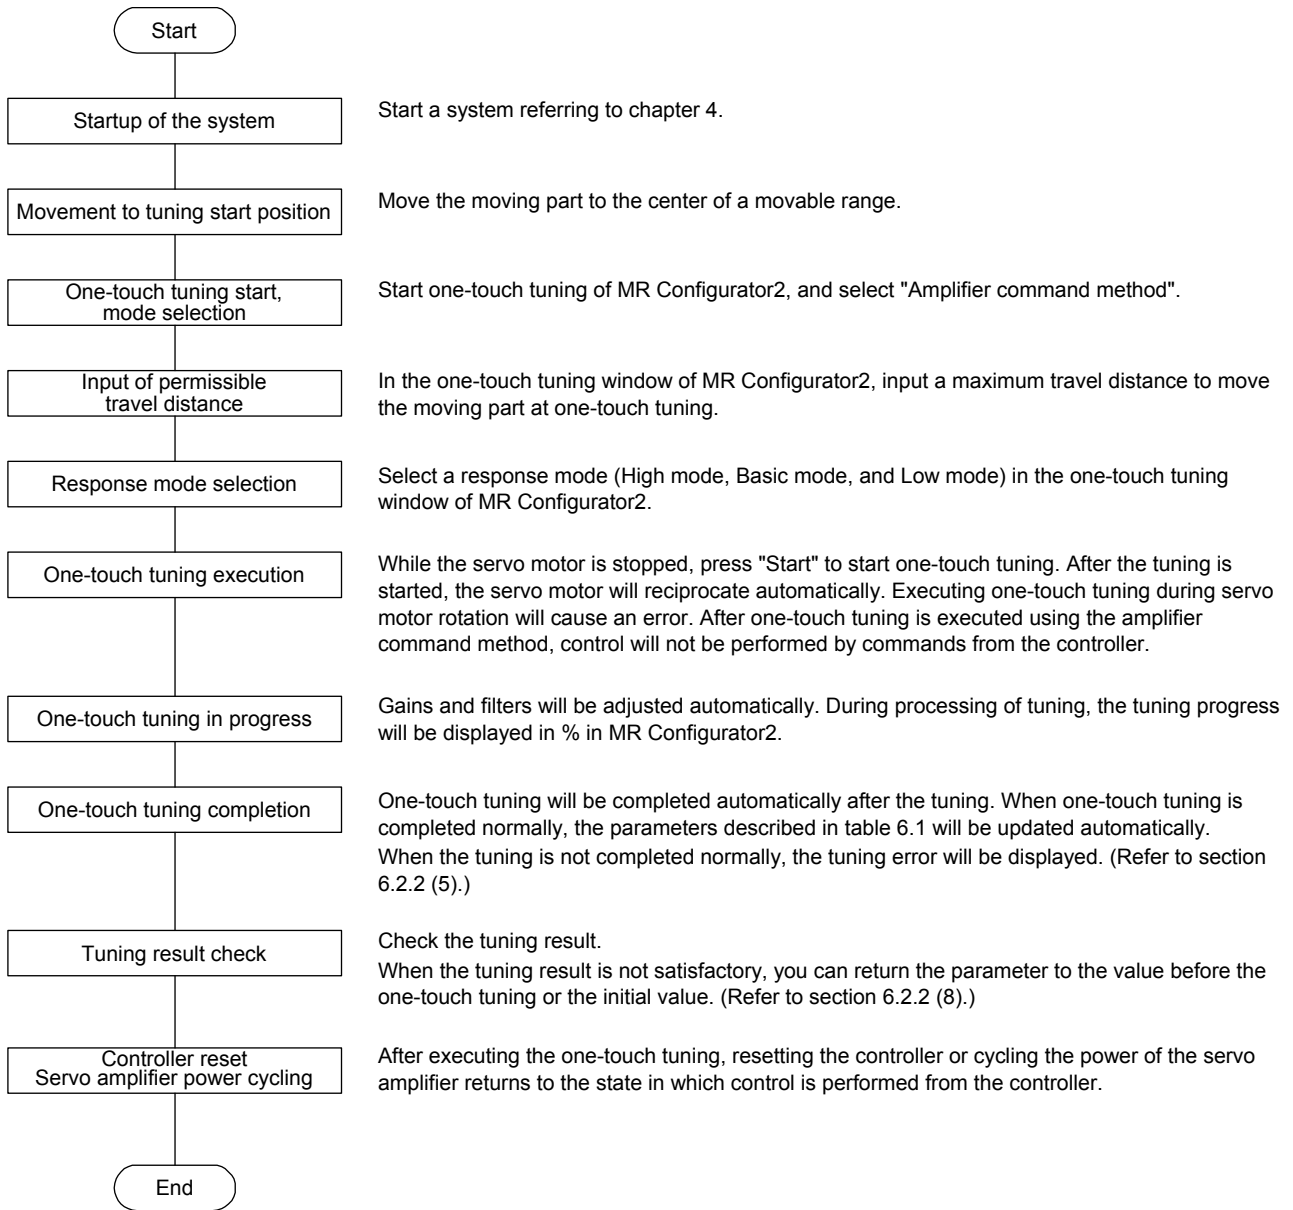 Start
Startup of the system
Start a system referring to chapter 4.
Movement to tuning start position
Move the moving part to the center of a movable range.
One-touch tuning start,
mode selection
Start one-touch tuning of MR Configurator2, and select "Amplifier command method".
Input of permissible
travel distance
In the one-touch tuning window of MR Configurator2, input a maximum travel distance to move
the moving part at one-touch tuning.
Response mode selection
Select a response mode (High mode, Basic mode, and Low mode) in the one-touch tuning
window of MR Configurator2.
One-touch tuning execution
While the servo motor is stopped, press "Start" to start one-touch tuning. After the tuning is
started, the servo motor will reciprocate automatically. Executing one-touch tuning during servo
motor rotation will cause an error. After one-touch tuning is executed using the amplifier
command method, control will not be performed by commands from the controller.
One-touch tuning in progress
Gains and filters will be adjusted automatically. During processing of tuning, the tuning progress
will be displayed in % in MR Configurator2.
One-touch tuning completion
One-touch tuning will be completed automatically after the tuning. When one-touch tuning is
completed normally, the parameters described in table 6.1 will be updated automatically.
When the tuning is not completed normally, the tuning error will be displayed. (Refer to section
6.2.2 (5).)
Tuning result check
Check the tuning result.
When the tuning result is not satisfactory, you can return the parameter to the value before the
one-touch tuning or the initial value. (Refer to section 6.2.2 (8).)
Controller reset
Servo amplifier power cycling
After executing the one-touch tuning, resetting the controller or cycling the power of the servo
amplifier returns to the state in which control is performed from the controller.
End